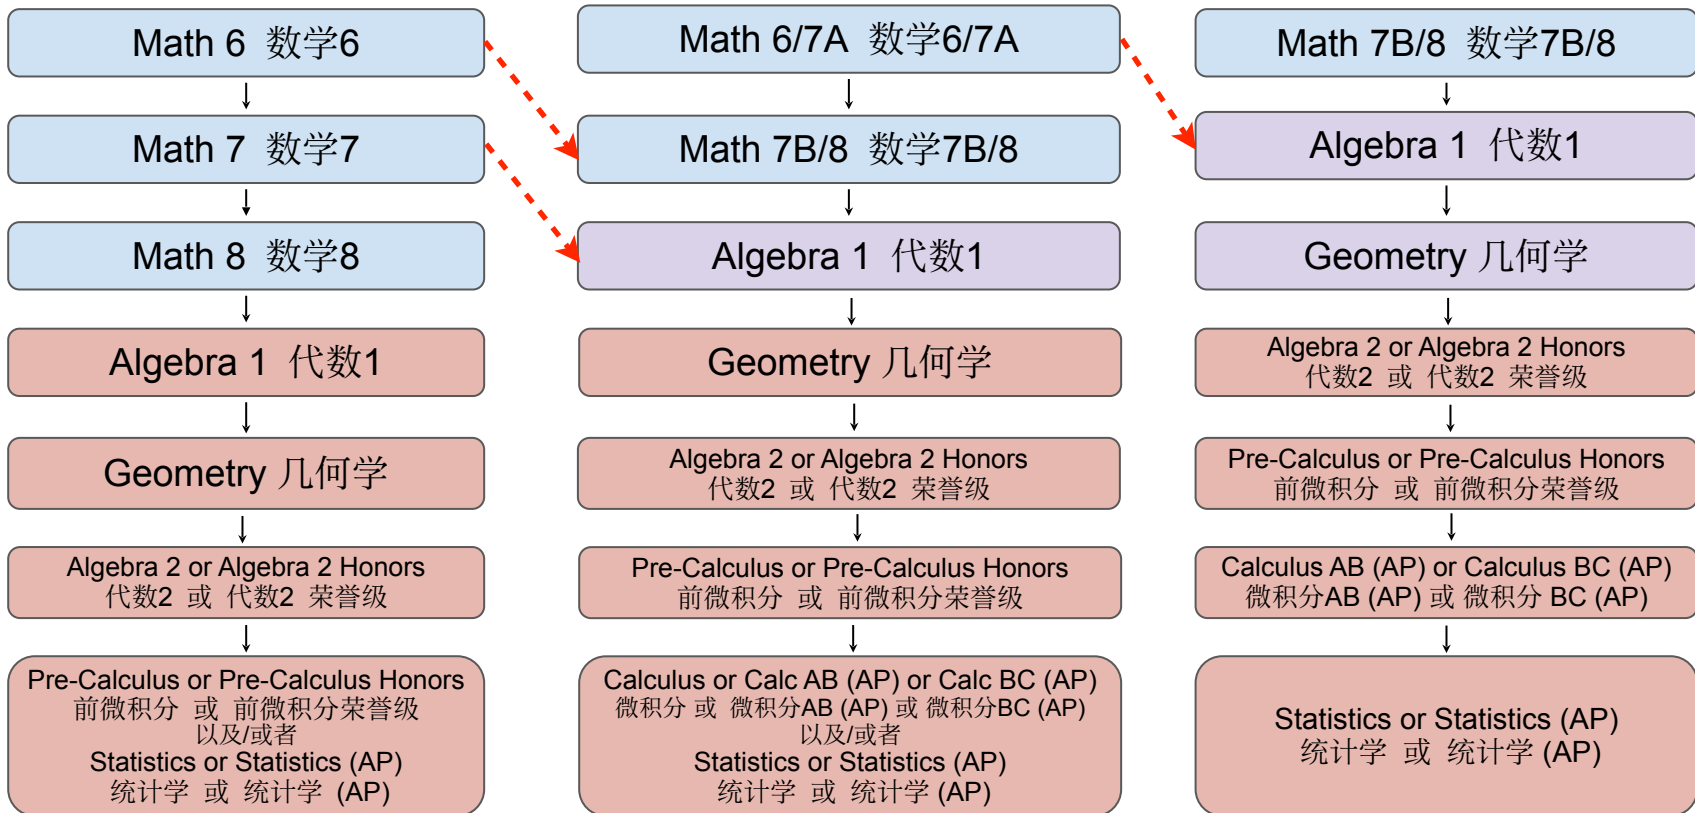 Math 6 数学6
Math 7 数学7
Math 8 数学8
Algebra 1 代数1
Geometry 几何学
Algebra 2 or Algebra 2 Honors
代数2 或 代数2 荣誉级
Pre-Calculus or Pre-Calculus Honors
前微积分 或 前微积分荣誉级
以及/或者
Statistics or Statistics (AP)
统计学 或 统计学 (AP)
Math 6/7A 数学6/7A
Math 7B/8 数学7B/8
Algebra 1 代数1
Geometry 几何学
Algebra 2 or Algebra 2 Honors
代数2 或 代数2 荣誉级
Pre-Calculus or Pre-Calculus Honors
前微积分 或 前微积分荣誉级
Calculus or Calc AB (AP) or Calc BC (AP)
微积分 或 微积分AB (AP) 或 微积分BC (AP)
以及/或者
Statistics or Statistics (AP)
统计学 或 统计学 (AP)
Math 7B/8 数学7B/8
Algebra 1 代数1
Geometry 几何学
Algebra 2 or Algebra 2 Honors
代数2 或 代数2 荣誉级
Pre-Calculus or Pre-Calculus Honors
前微积分 或 前微积分荣誉级
Calculus AB (AP) or Calculus BC (AP)
微积分AB (AP) 或 微积分 BC (AP)
Statistics or Statistics (AP)
统计学 或 统计学 (AP)